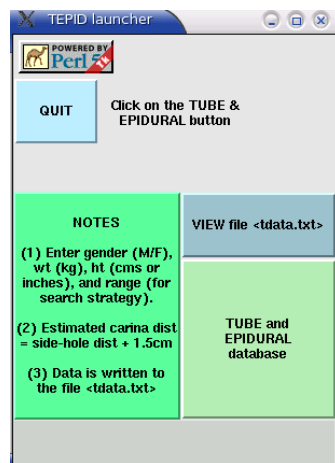 TEPID launcher
POWERED BY
Perl 5
QUIT
Click on the TUBE &
EPIDURAL button
NOTES
(1) Enter gender (M/F),
wt (kg), ht (cms or
inches), and range (for
search strategy).
(2) Estimated carina dist
= side-hole dist + 1.5cm
(3) Data is written to
the file <tdata.txt>
VIEW file <tdata.txt>
TUBE and
EPIDURAL
database